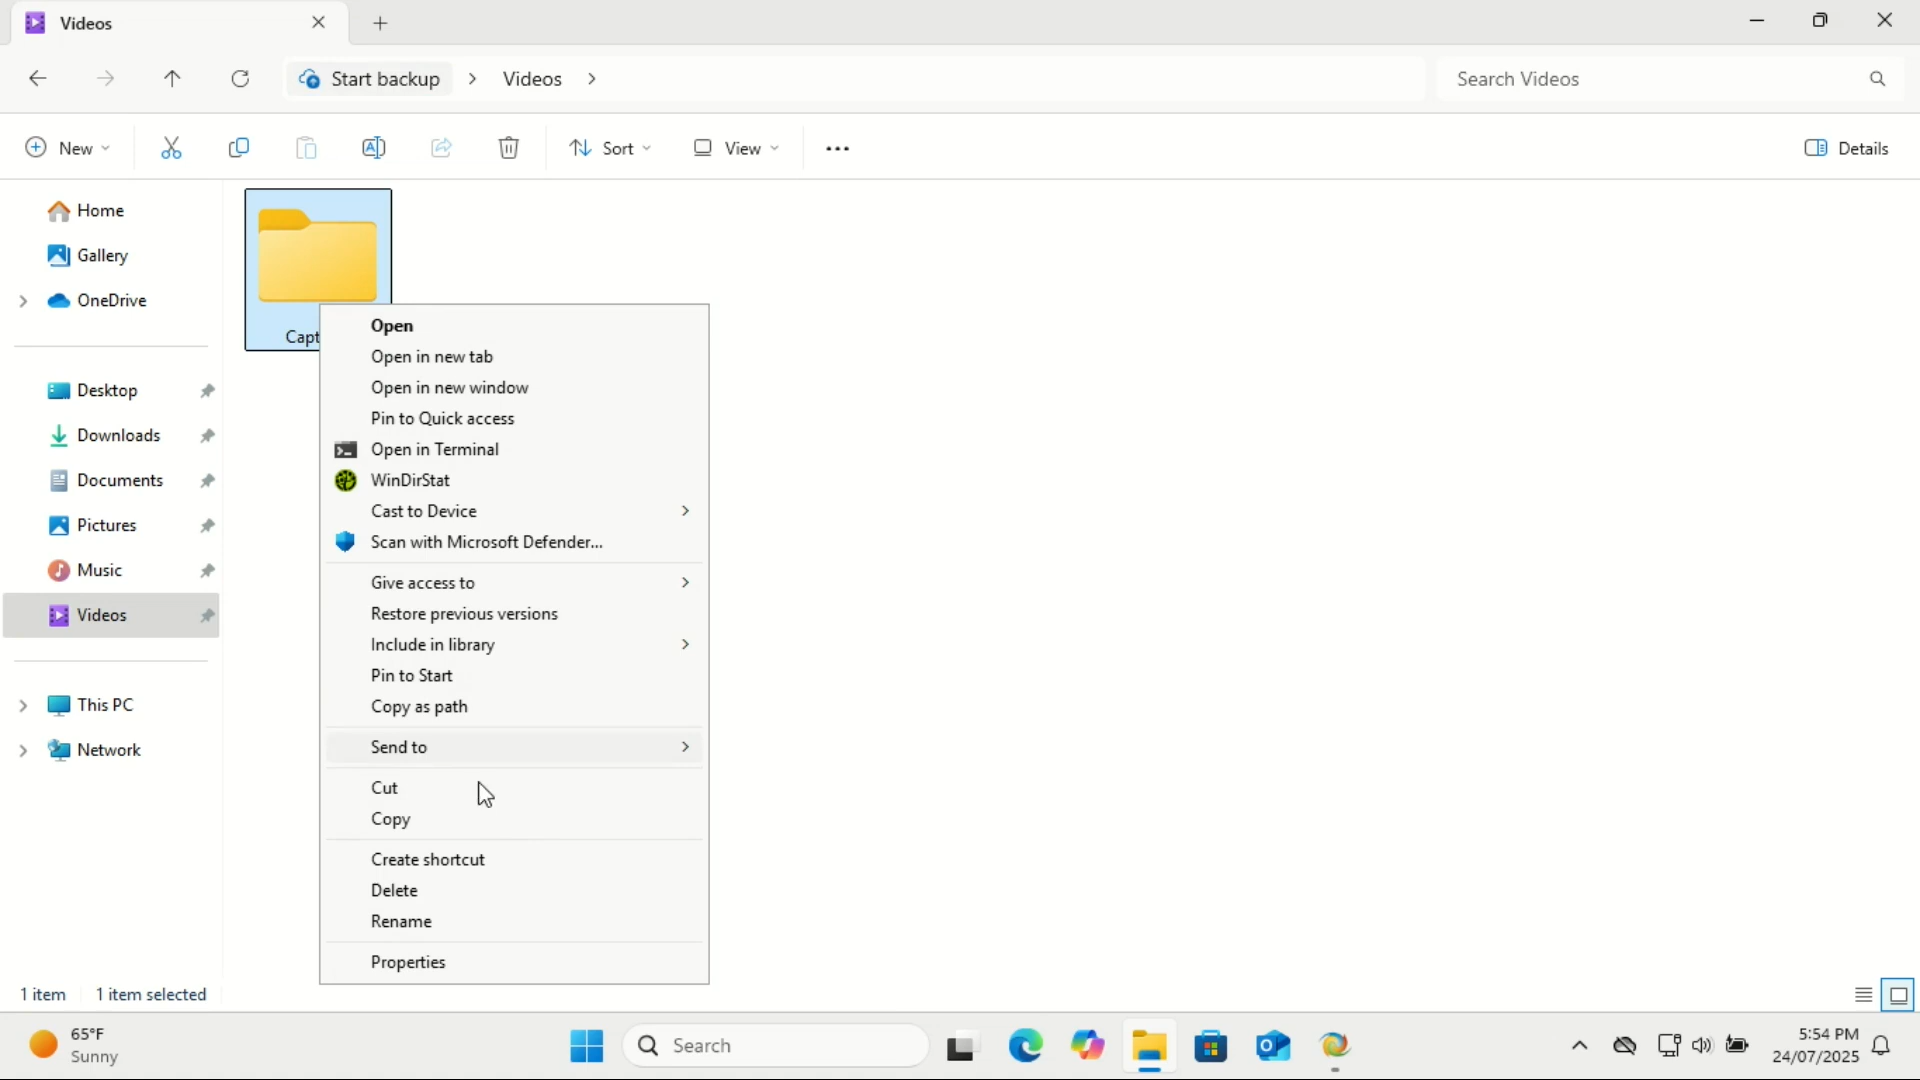 Videos
Start backup > Videos >
Search Videos
New
Sort
View
Details
Home
Gallery
OneDrive
Desktop
Downloads
Documents
Pictures
Music
Videos
This PC
Network
Capt
Open
Open in new tab
Open in new window
Pin to Quick access
Open in Terminal
WinDirStat
Cast to Device
Scan with Microsoft Defender...
Give access to
Restore previous versions
Include in library
Pin to Start
Copy as path
Send to
Cut
Copy
Create shortcut
Delete
Rename
Properties
1 item 1 item selected
65°F
Sunny
Search
5:54 PM
24/07/2025